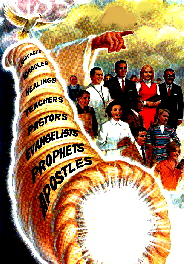 MIRACLES
HEALINGS
TEACHERS
PASTORS
EVANGELISTS
PROPHETS
APOSTLES